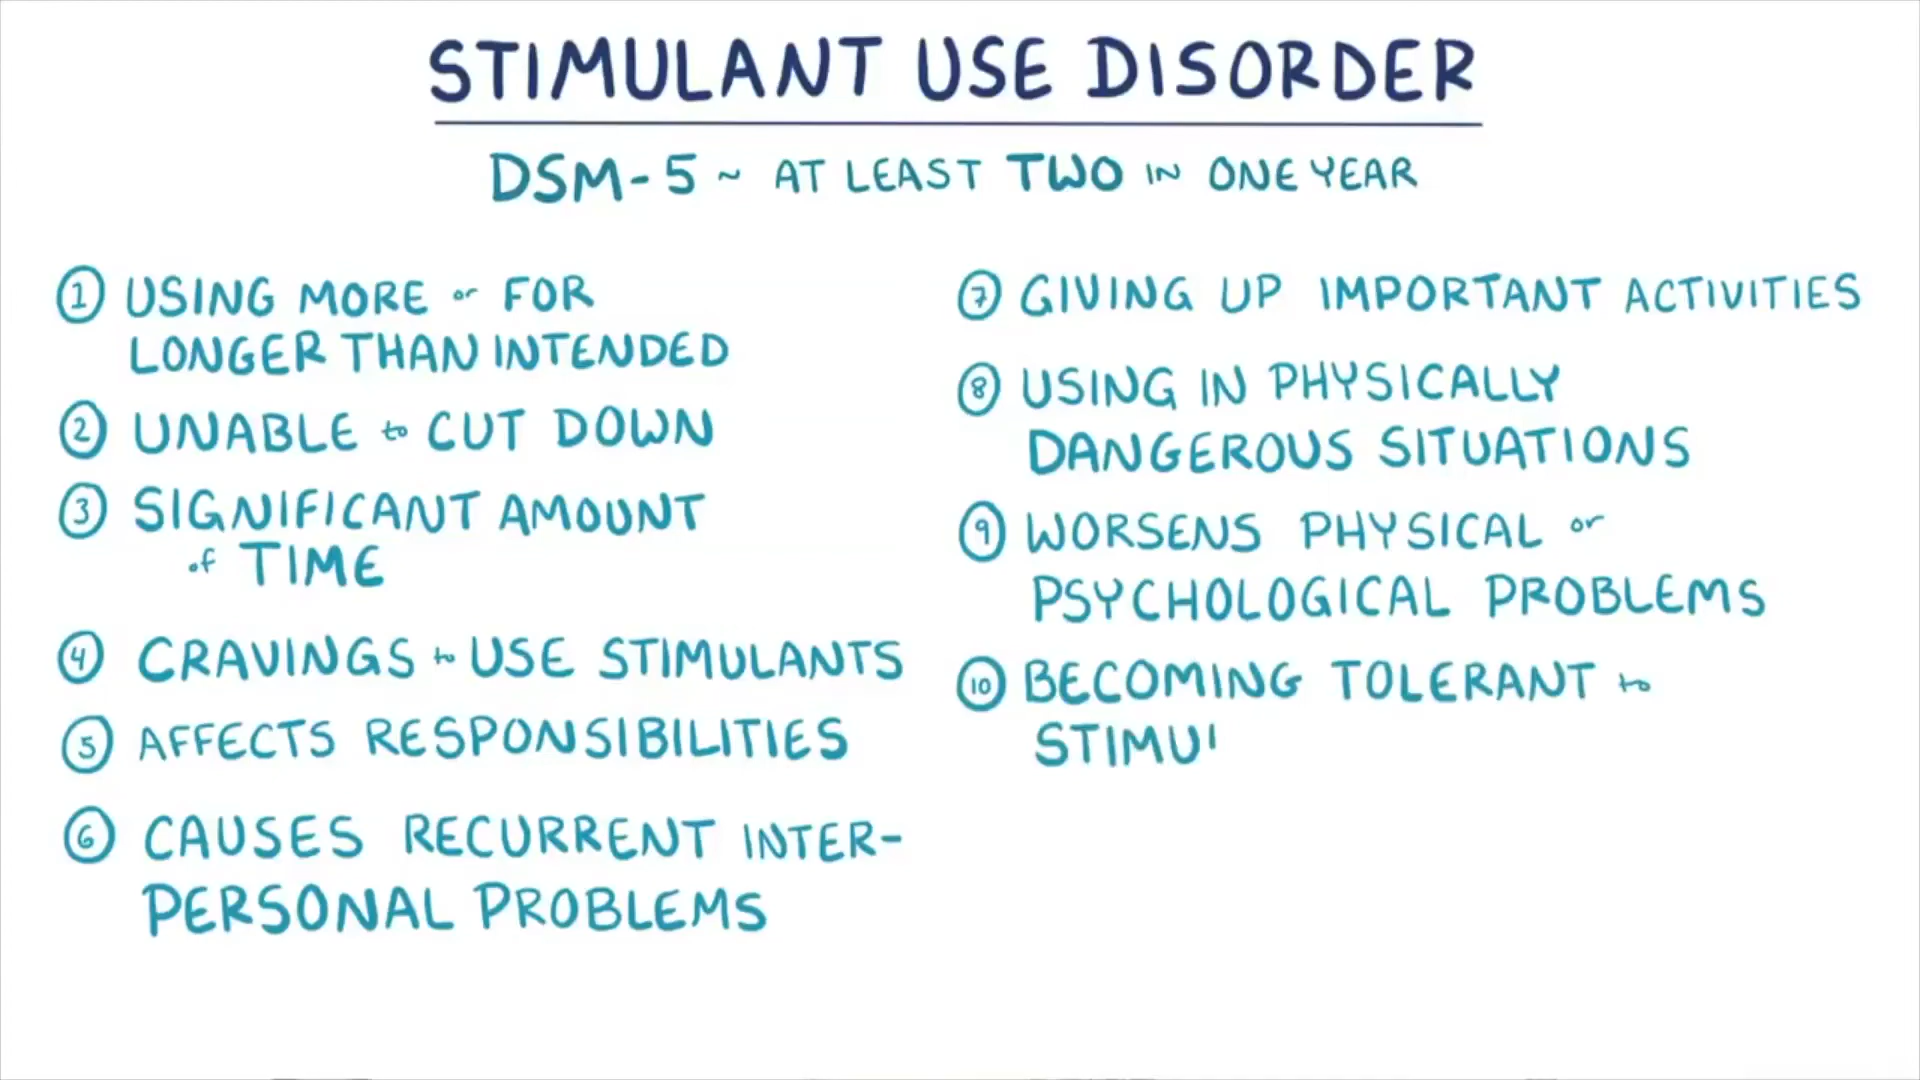 STIMULANT USE DISORDER
DSM-5 ~ AT LEAST TWO IN ONE YEAR
1 USING MORE or FOR
LONGER THAN INTENDED
2 UNABLE to CUT DOWN
3 SIGNIFICANT AMOUNT
of TIME
4 CRAVINGS to USE STIMULANTS
5 AFFECTS RESPONSIBILITIES
6 CAUSES RECURRENT INTER-
PERSONAL PROBLEMS
7 GIVING UP IMPORTANT ACTIVITIES
8 USING IN PHYSICALLY
DANGEROUS SITUATIONS
9 WORSENS PHYSICAL or
PSYCHOLOGICAL PROBLEMS
10 BECOMING TOLERANT to
STIMU